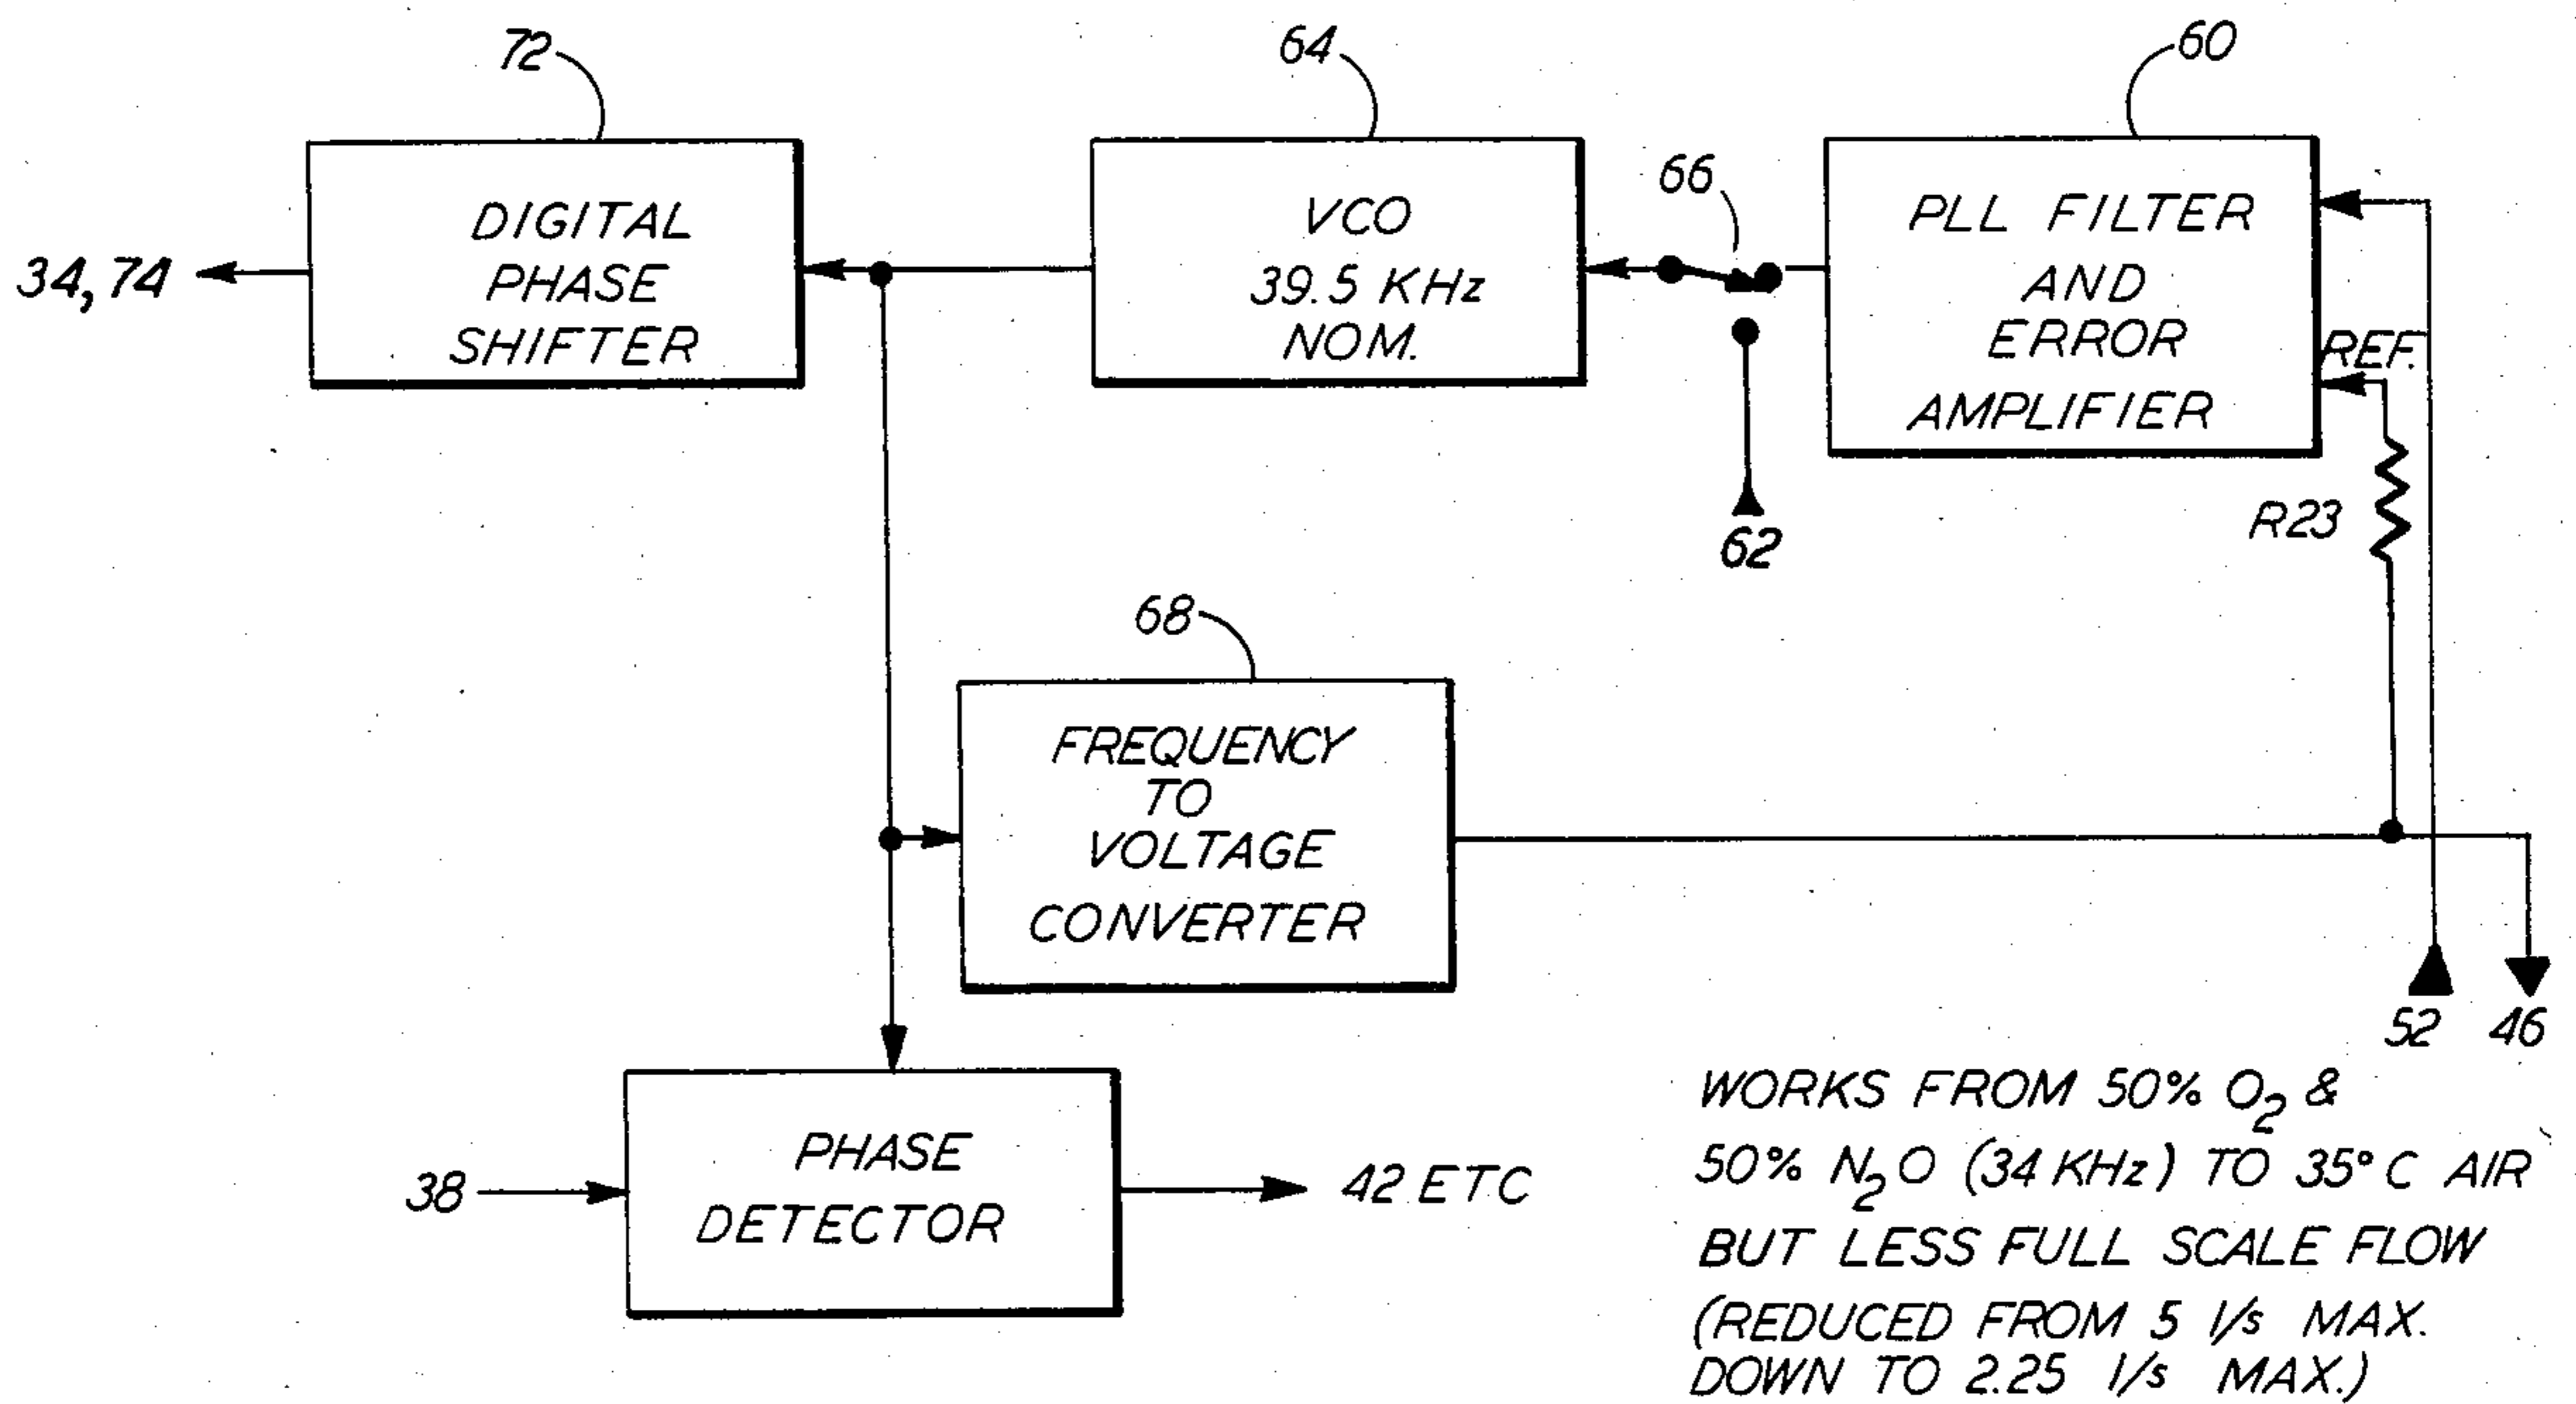 72
64
60
66
DIGITAL
PHASE
SHIFTER
34, 74
VCO
39.5 KHz
NOM.
PLL FILTER
AND
ERROR
AMPLIFIER
REF.
R23
62
68
FREQUENCY
TO
VOLTAGE
CONVERTER
52
46
PHASE
DETECTOR
38
42 ETC
WORKS FROM 50% O2 &
50% N2O (34 KHz) TO 35° C AIR
BUT LESS FULL SCALE FLOW
(REDUCED FROM 5 l/s MAX.
DOWN TO 2.25 l/s MAX.)